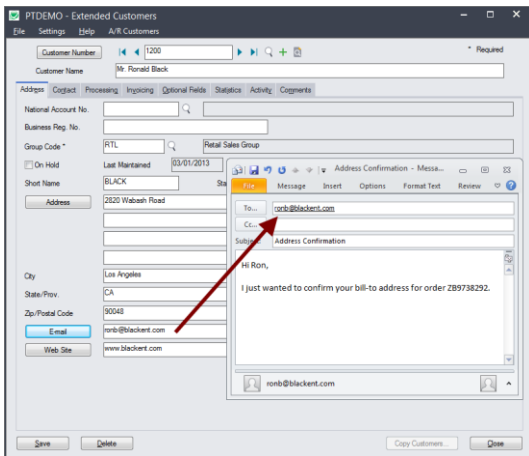 PTDEMO - Extended Customers
File Settings Help A/R Customers
Customer Number 1200 * Required
Customer Name Mr. Ronald Black
Address Contact Processing Invoicing Optional Fields Statistics Activity Comments
National Account No.
Business Reg. No.
Group Code * RTL Retail Sales Group
On Hold Last Maintained 03/01/2013
Short Name BLACK Sta
Address 2820 Wabash Road
City Los Angeles
State/Prov. CA
Zip/Postal Code 90048
E-mail ronb@blackent.com
Web Site www.blackent.com
Save Delete Copy Customers... Close
Address Confirmation - Messa...
File Message Insert Options Format Text Review
To... ronb@blackent.com
Cc...
Subject: Address Confirmation
Hi Ron,
I just wanted to confirm your bill-to address for order ZB9738292.
ronb@blackent.com